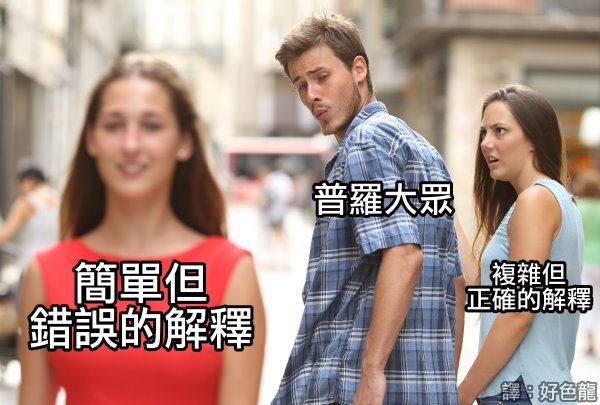 簡單但
錯誤的解釋
普羅大眾
複雜但
正確的解釋
譯：好色龍